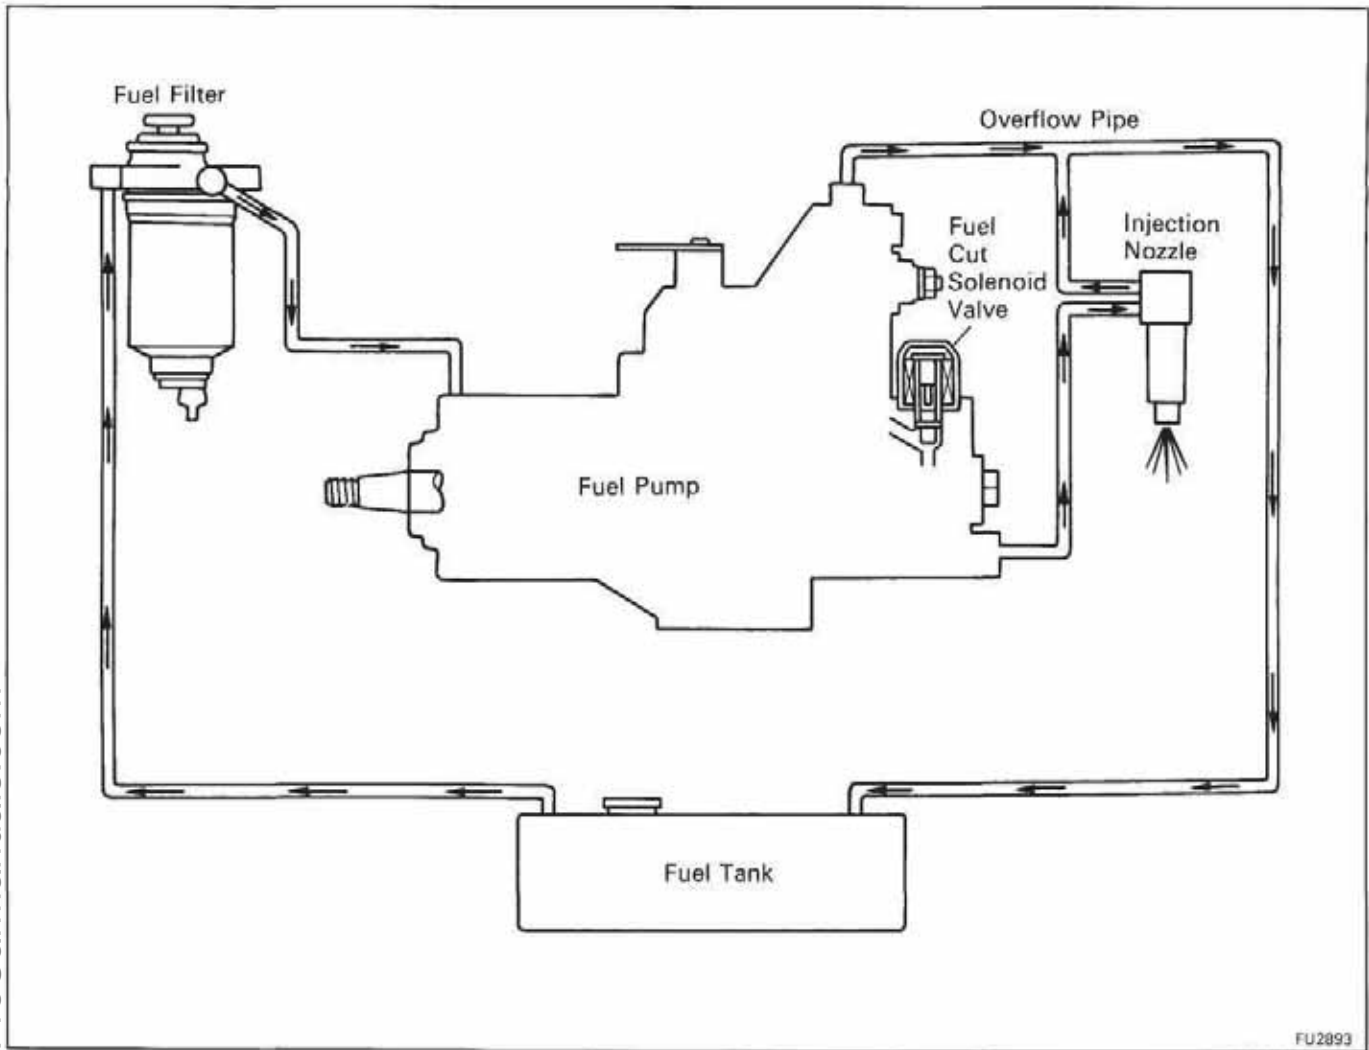 Fuel Filter
Overflow Pipe
Fuel
Cut
Solenoid
Valve
Injection
Nozzle
Fuel Pump
Fuel Tank
FU2893